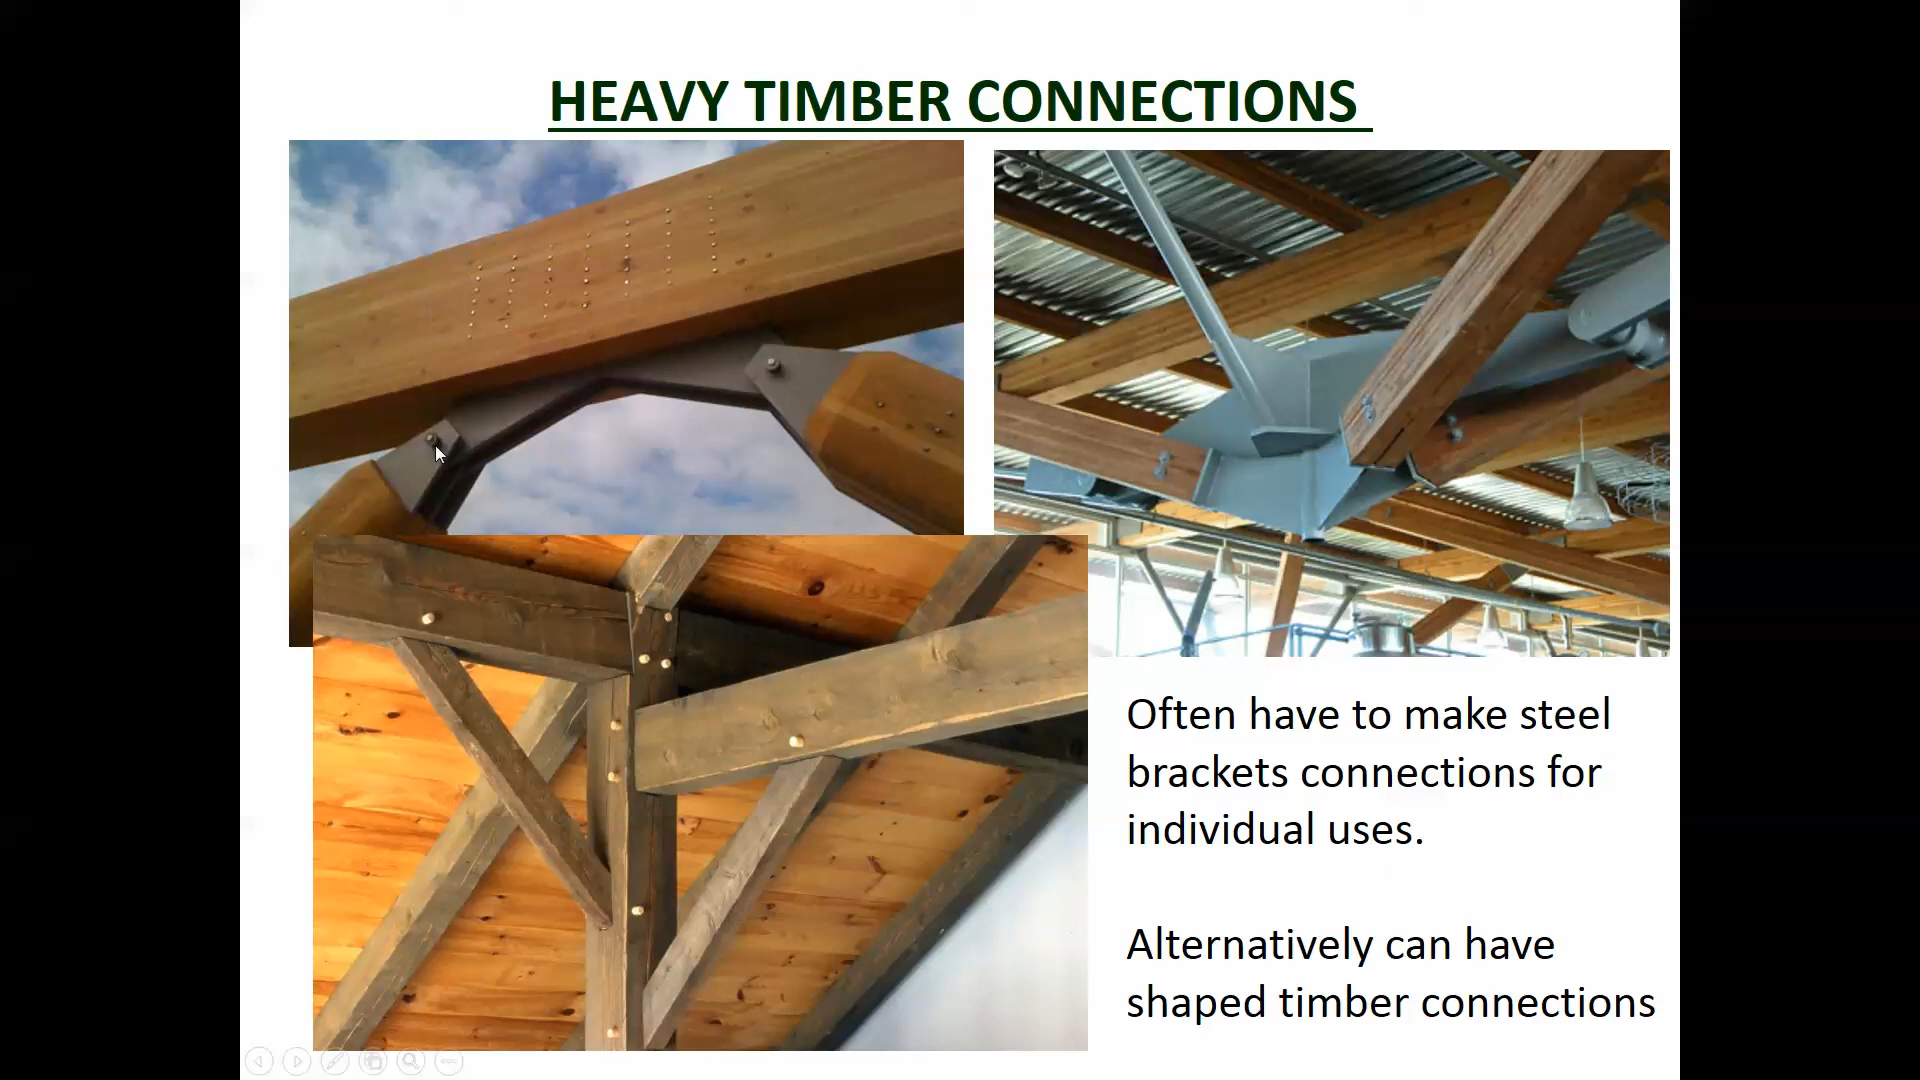 HEAVY TIMBER CONNECTIONS
Often have to make steel
brackets connections for
individual uses.
Alternatively can have
shaped timber connections